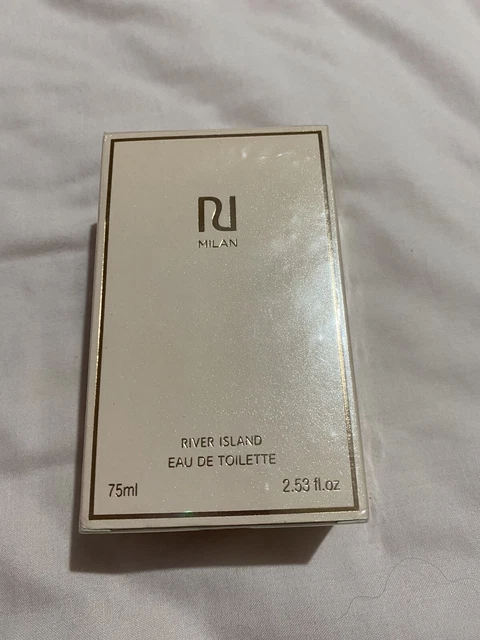 RI
MILAN
RIVER ISLAND
EAU DE TOILETTE
75ml 2.53 fl.oz